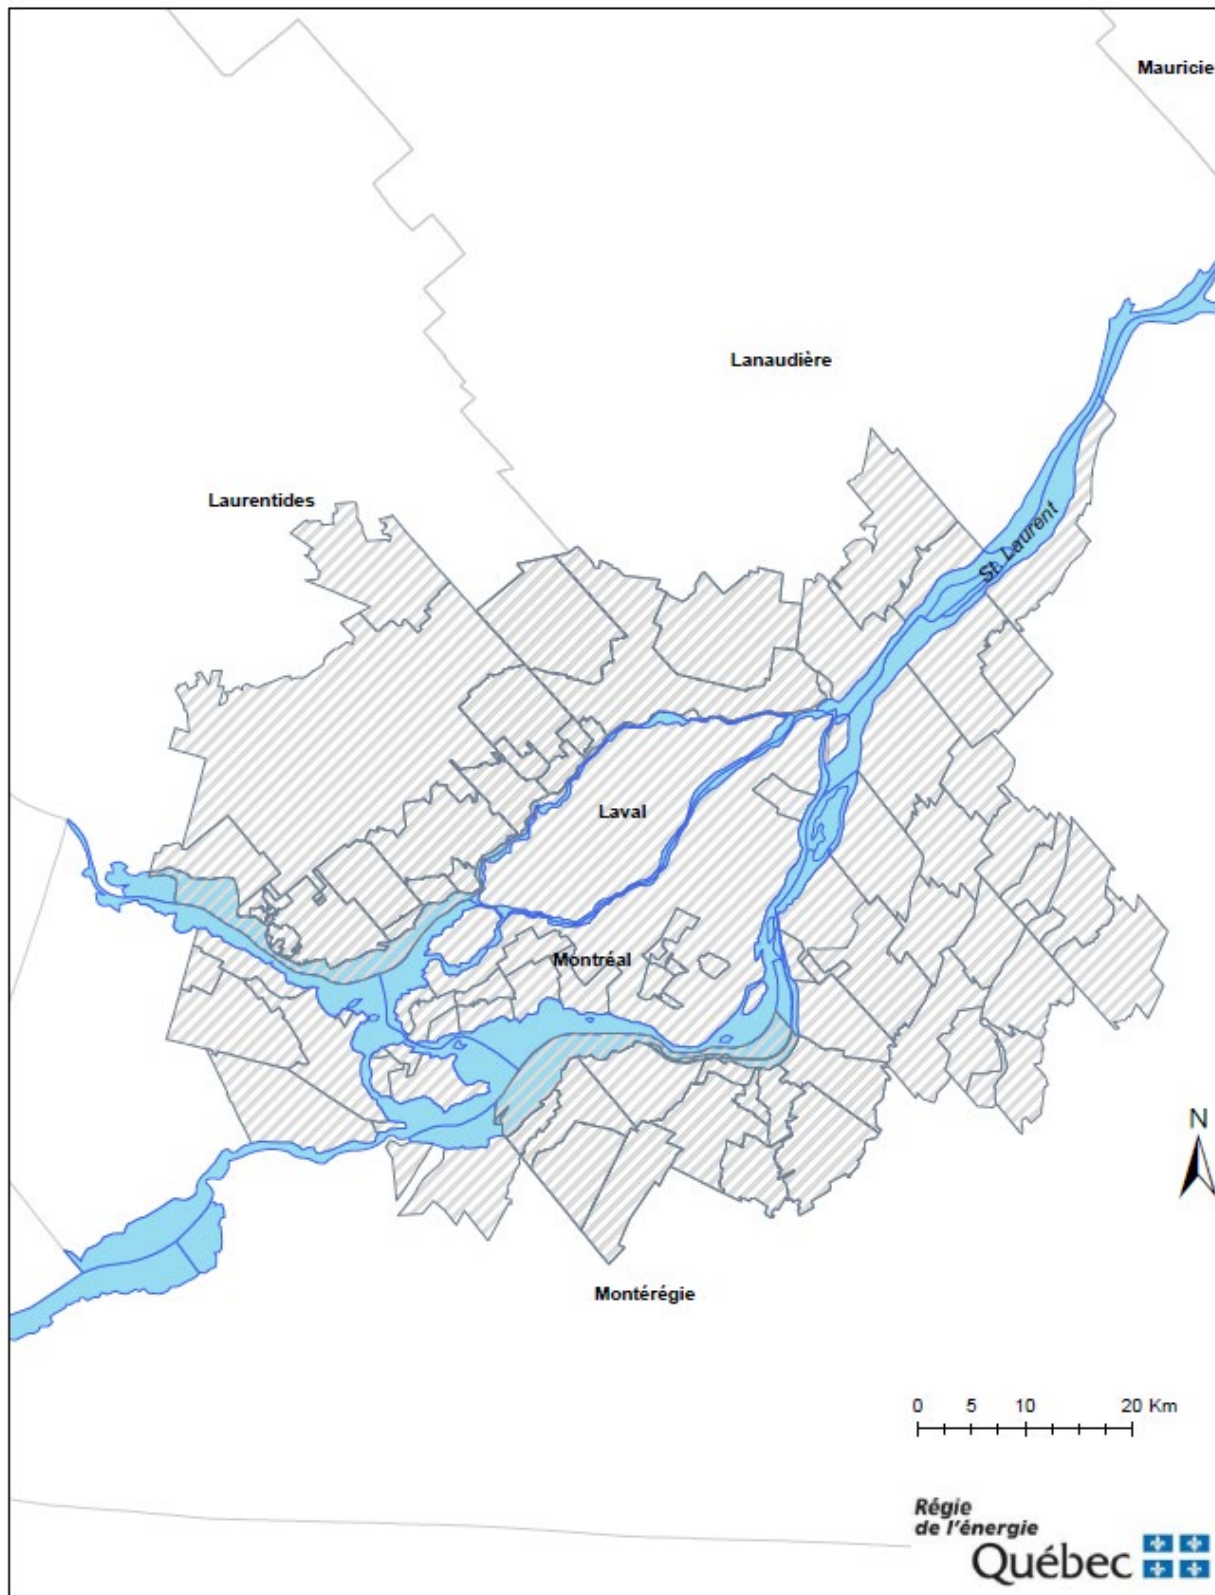 Mauricie
Lanaudière
Laurentides
St. Laurent
Laval
Montréal
N
Montérégie
0 5 10 20 Km
Régie
de l'énergie
Québec